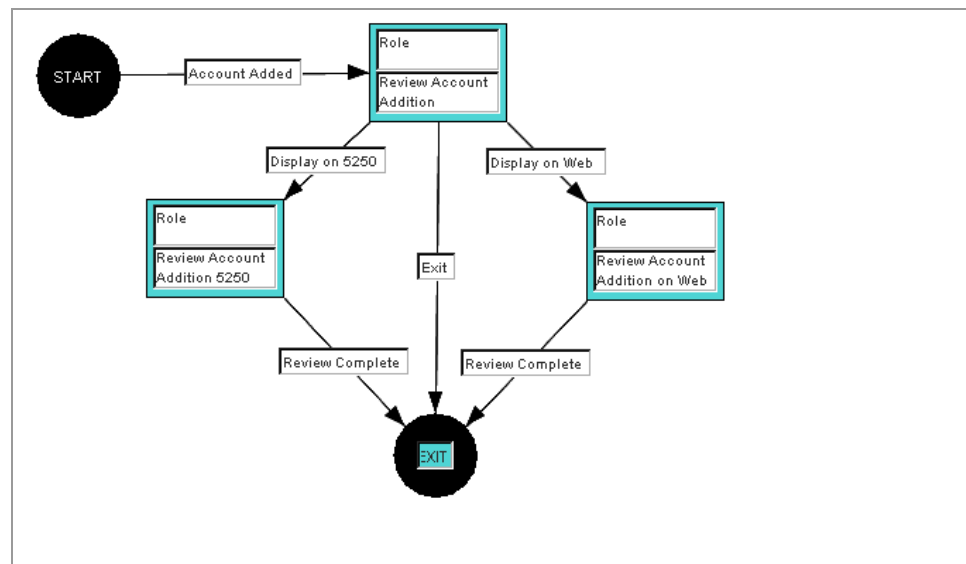 START
Account Added
Role
Review Account
Addition
Display on 5250
Display on Web
Role
Review Account
Addition 5250
Role
Review Account
Addition on Web
Exit
Review Complete
Review Complete
EXIT